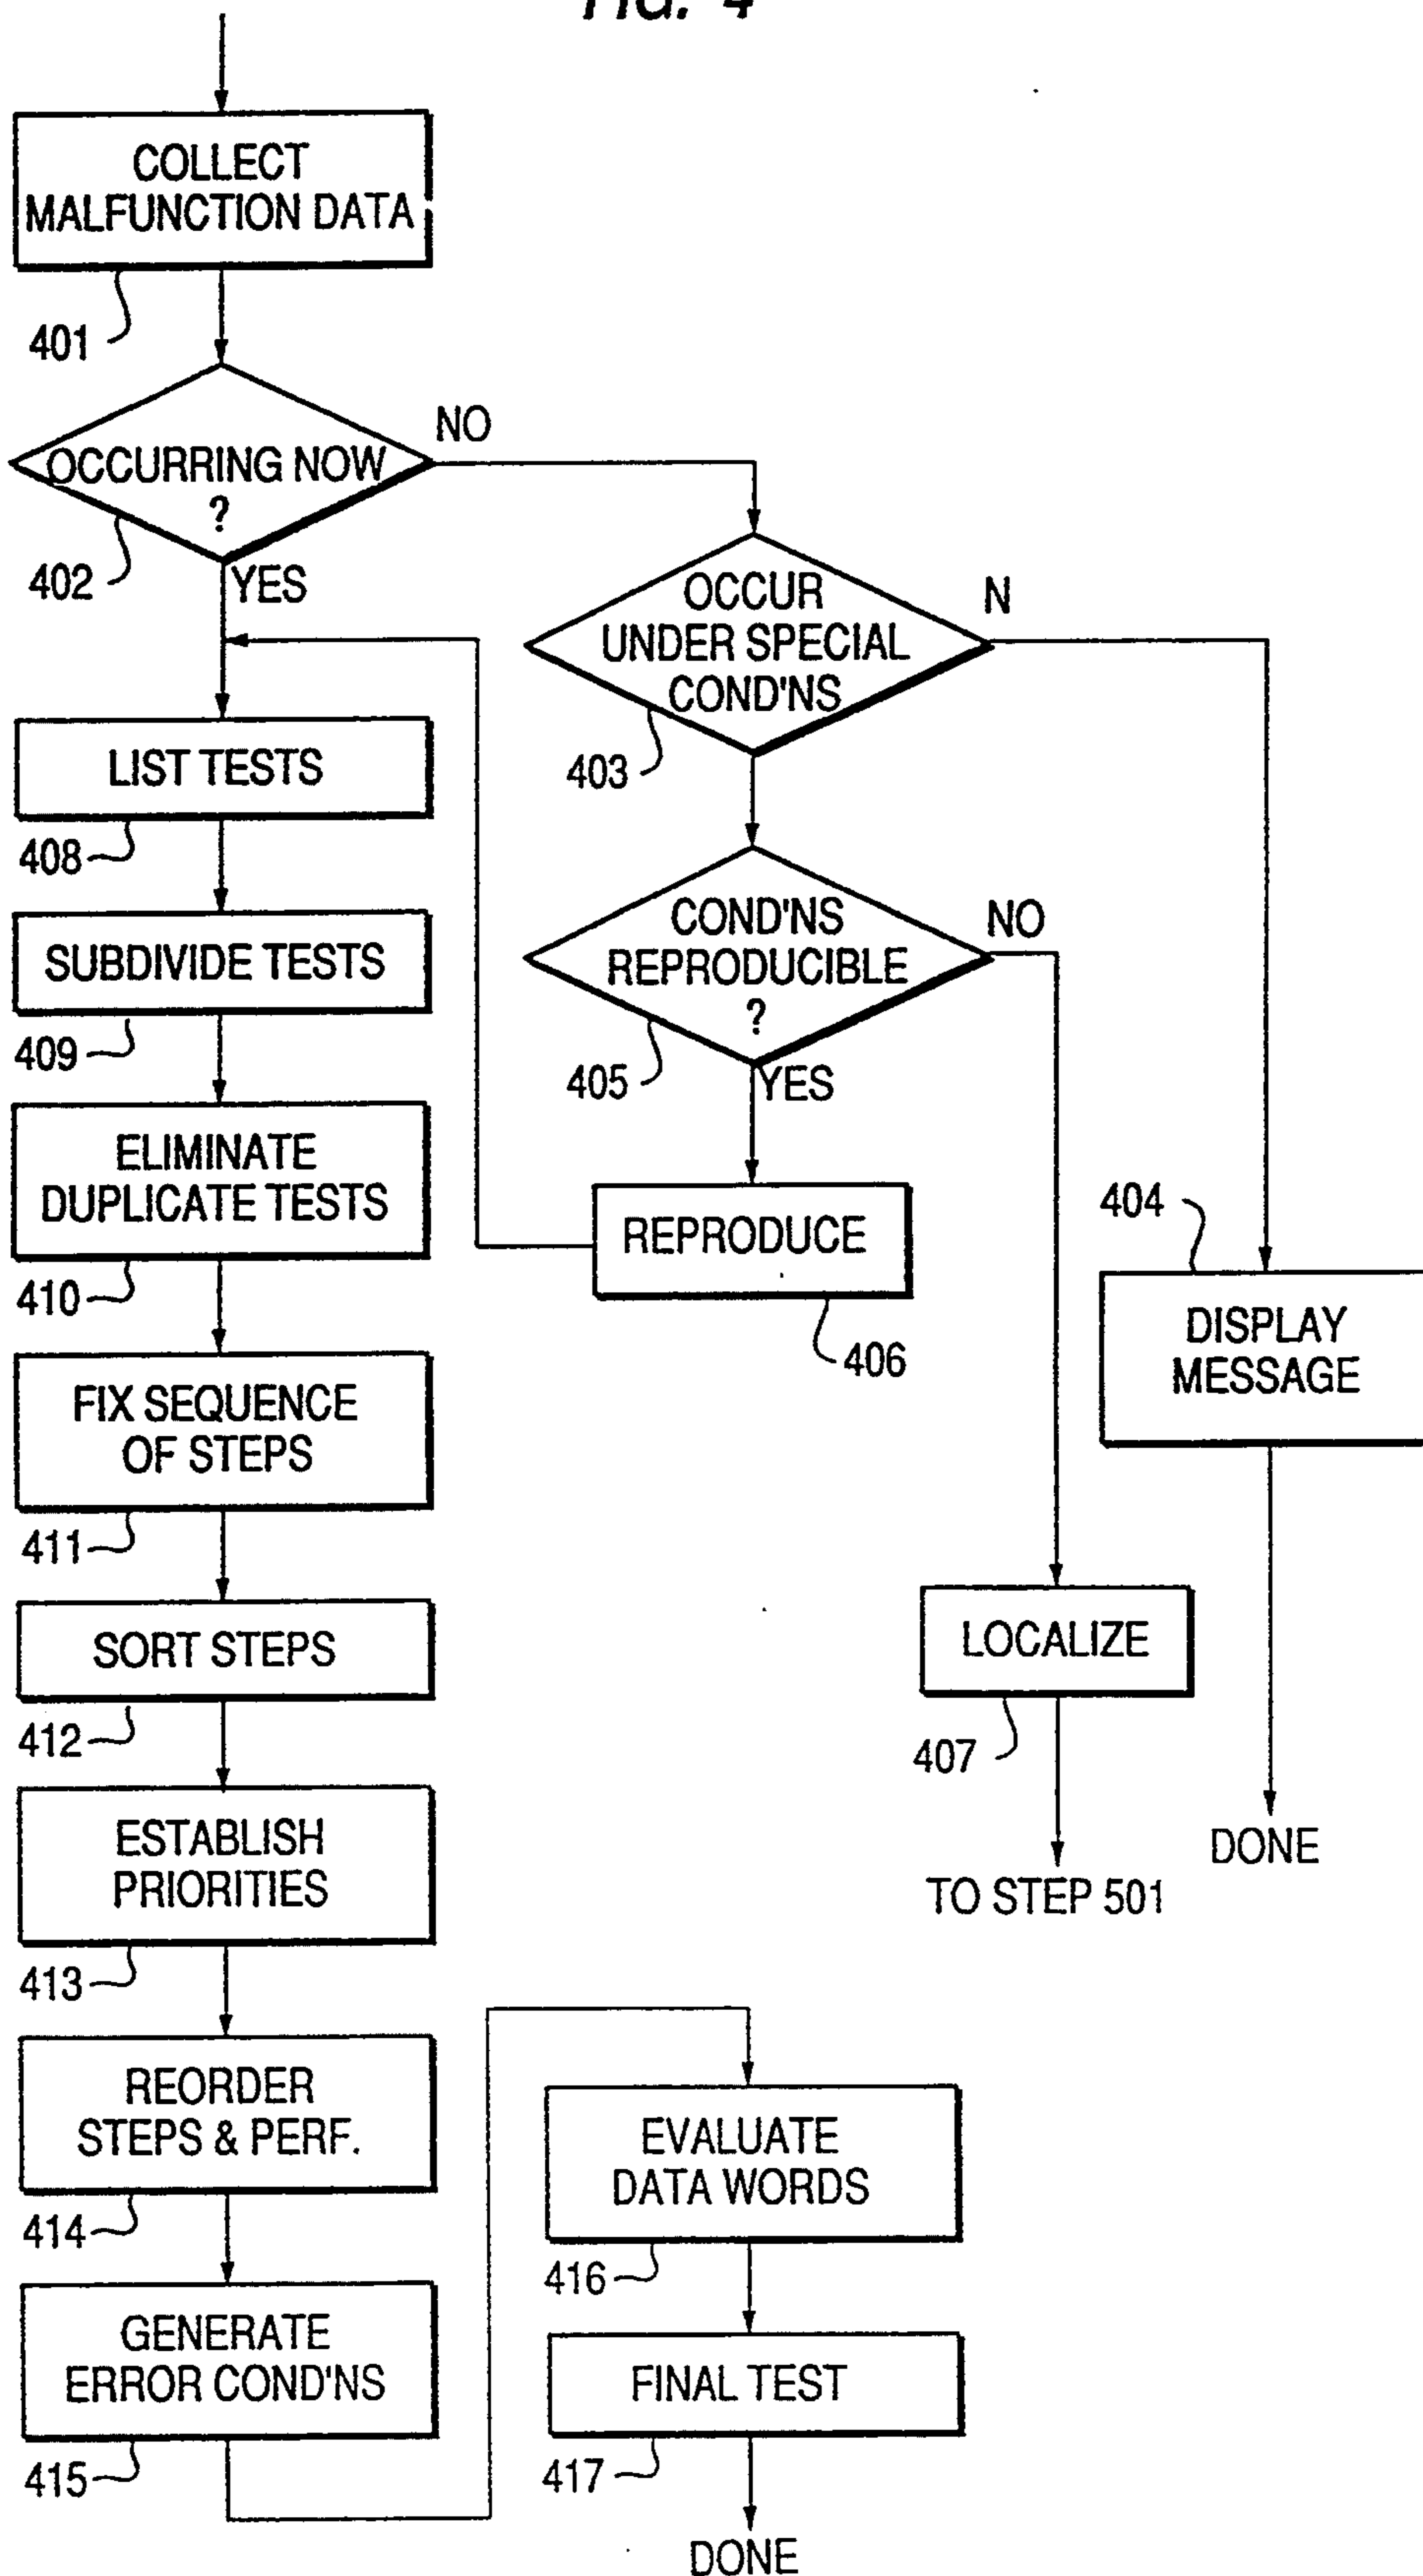 FIG. 4
COLLECT
MALFUNCTION DATA
401
OCCURRING NOW
?
NO
402
YES
OCCUR
UNDER SPECIAL
COND'NS
N
403
LIST TESTS
408
COND'NS
REPRODUCIBLE
?
NO
405
YES
SUBDIVIDE TESTS
409
ELIMINATE
DUPLICATE TESTS
410
REPRODUCE
406
404
DISPLAY
MESSAGE
DONE
FIX SEQUENCE
OF STEPS
411
SORT STEPS
412
LOCALIZE
407
TO STEP 501
ESTABLISH
PRIORITIES
413
REORDER
STEPS & PERF.
414
GENERATE
ERROR COND'NS
415
EVALUATE
DATA WORDS
416
FINAL TEST
417
DONE